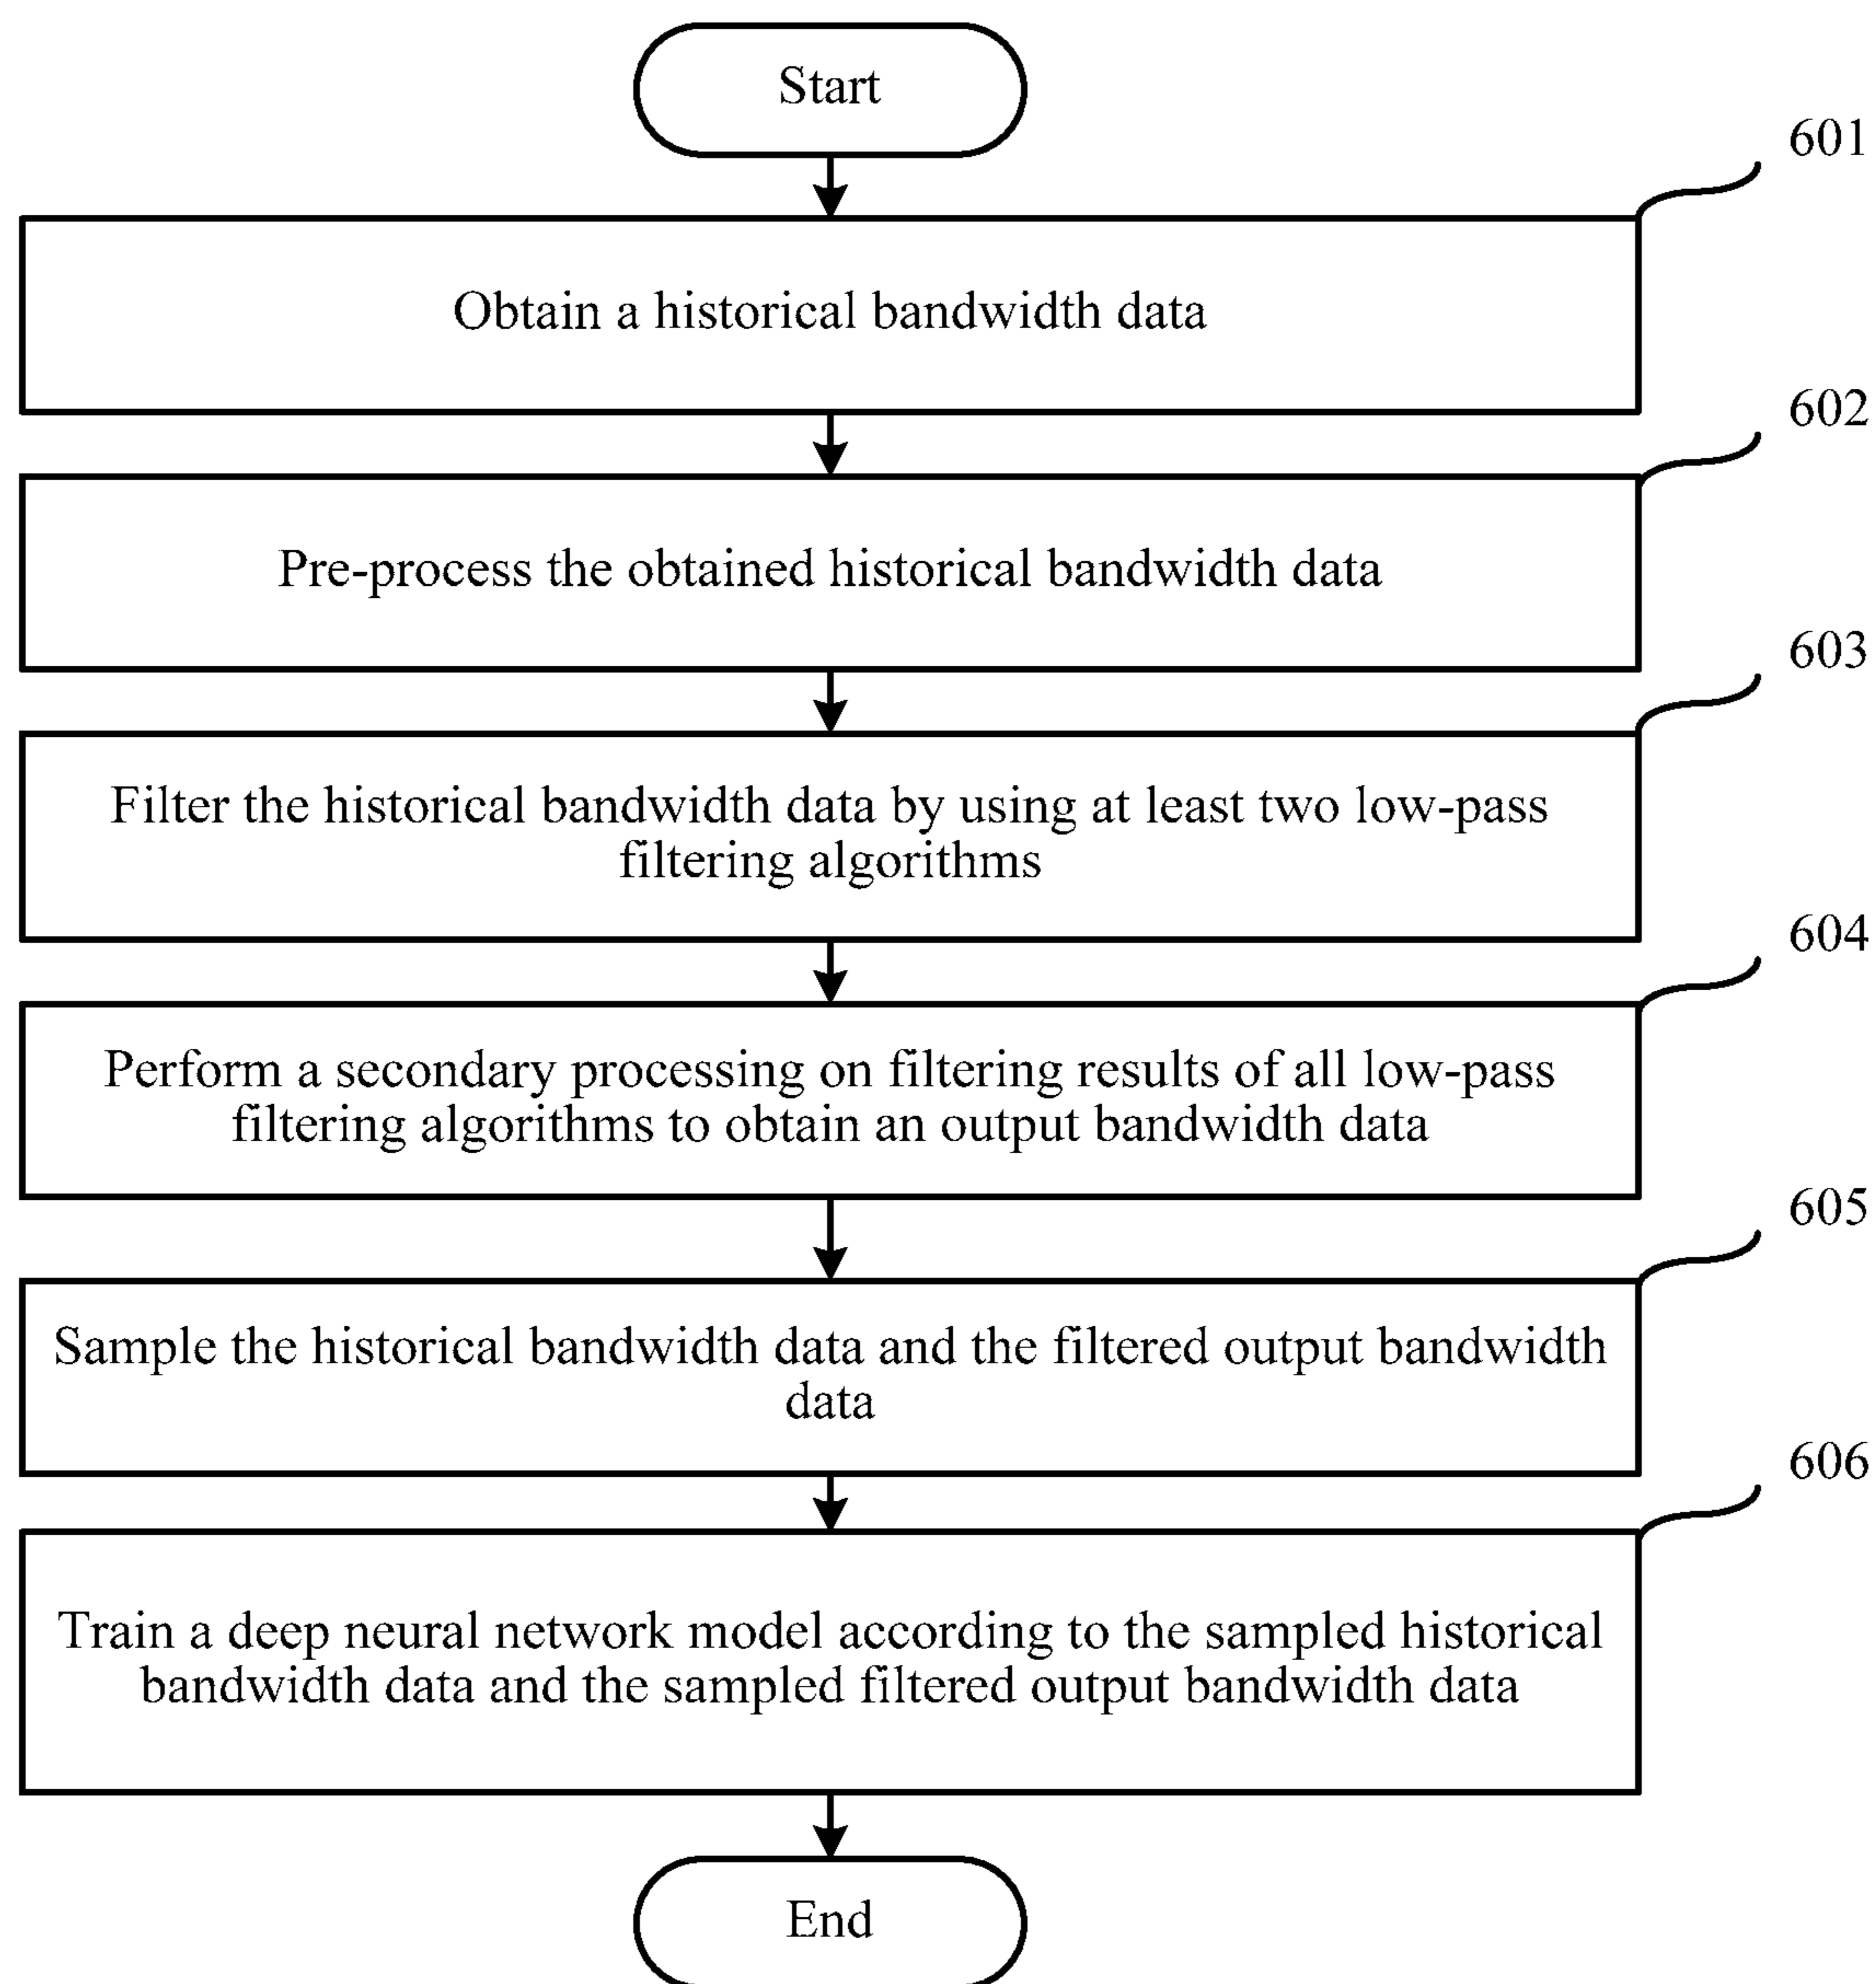 Start
601
Obtain a historical bandwidth data
602
Pre-process the obtained historical bandwidth data
603
Filter the historical bandwidth data by using at least two low-pass
filtering algorithms
604
Perform a secondary processing on filtering results of all low-pass
filtering algorithms to obtain an output bandwidth data
605
Sample the historical bandwidth data and the filtered output bandwidth
data
606
Train a deep neural network model according to the sampled historical
bandwidth data and the sampled filtered output bandwidth data
End